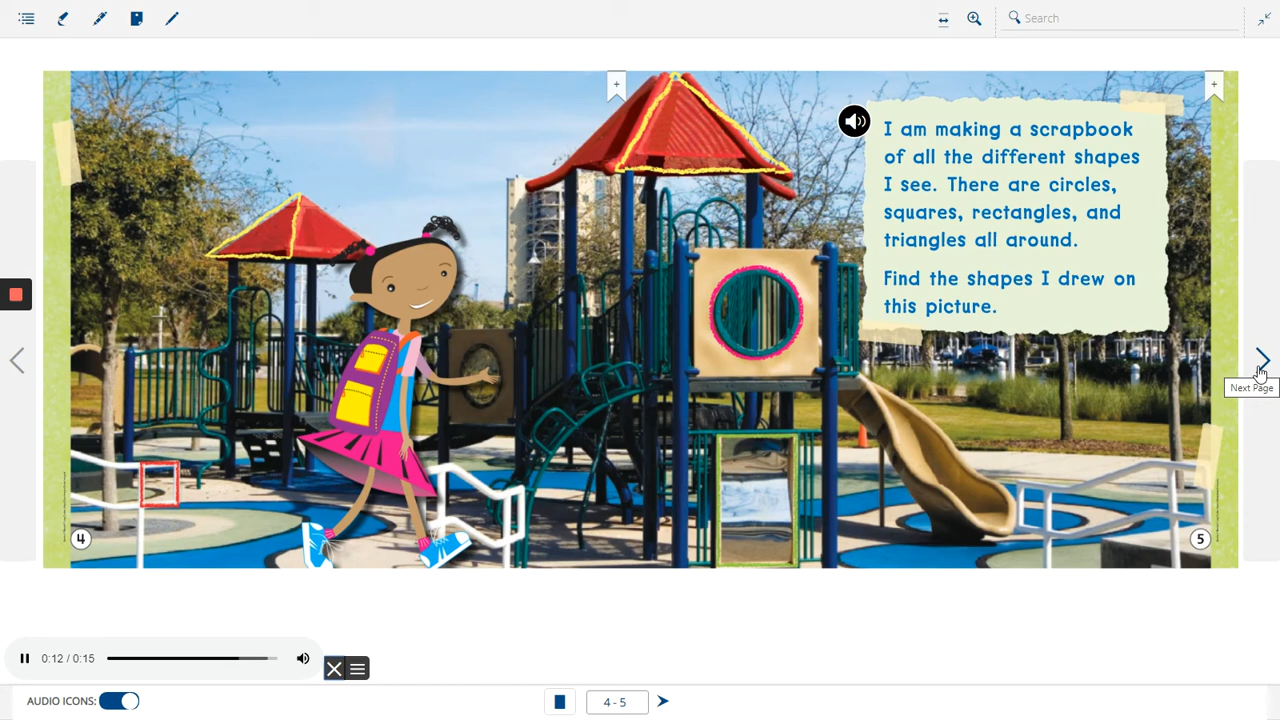 Search
I am making a scrapbook
of all the different shapes
I see. There are circles,
squares, rectangles, and
triangles all around.
Find the shapes I drew on
this picture.
Next Page
4
5
0:12 / 0:15
AUDIO ICONS:
4 - 5